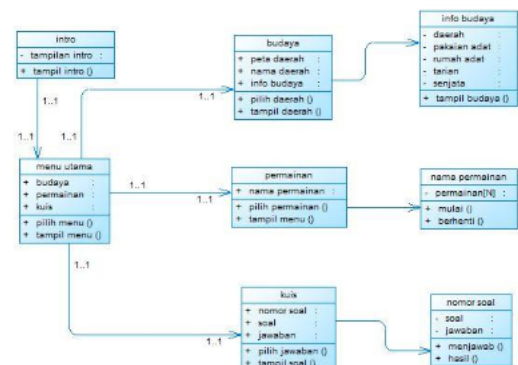 intro
- tampilan intro :
+ tampil intro ()
1..1
1..1
menu utama
+ budaya :
+ permainan :
+ kuis :
+ pilih menu ()
+ tampil menu ()
1..1
1..1
budaya
+ peta daerah :
+ nama daerah :
+ info budaya :
+ pilih daerah ()
+ tampil daerah ()
info budaya
- daerah :
- pakaian adat :
- rumah adat :
- tarian :
- senjata :
+ tampil budaya ()
1..1
1..1
permainan
+ nama permainan :
+ pilih permainan ()
+ tampil menu ()
nama permainan
- permainan[N] :
+ mulai ()
+ berhenti ()
1..1
1..1
kuis
+ nomor soal :
+ soal :
+ jawaban :
+ pilih jawaban ()
+ tampil soal ()
nomor soal
- soal :
- jawaban :
+ menjawab ()
+ hasil ()